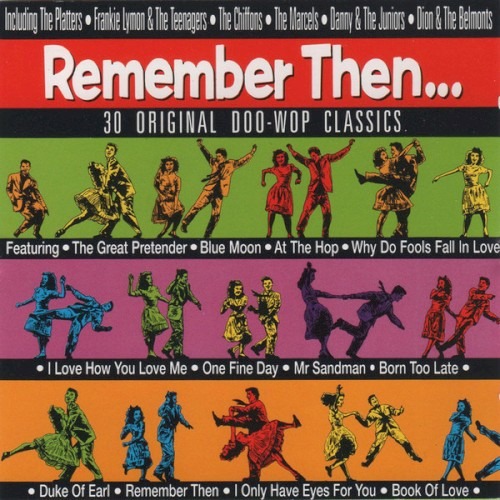 Including The Platters • Frankie Lymon & The Teenagers • The Chiffons • The Marcels • Danny & The Juniors • Dion & The Belmonts
Remember Then...
30 ORIGINAL DOO-WOP CLASSICS
Featuring • The Great Pretender • Blue Moon • At The Hop • Why Do Fools Fall In Love
• I Love How You Love Me • One Fine Day • Mr Sandman • Born Too Late •
• Duke Of Earl • Remember Then • I Only Have Eyes For You • Book Of Love •